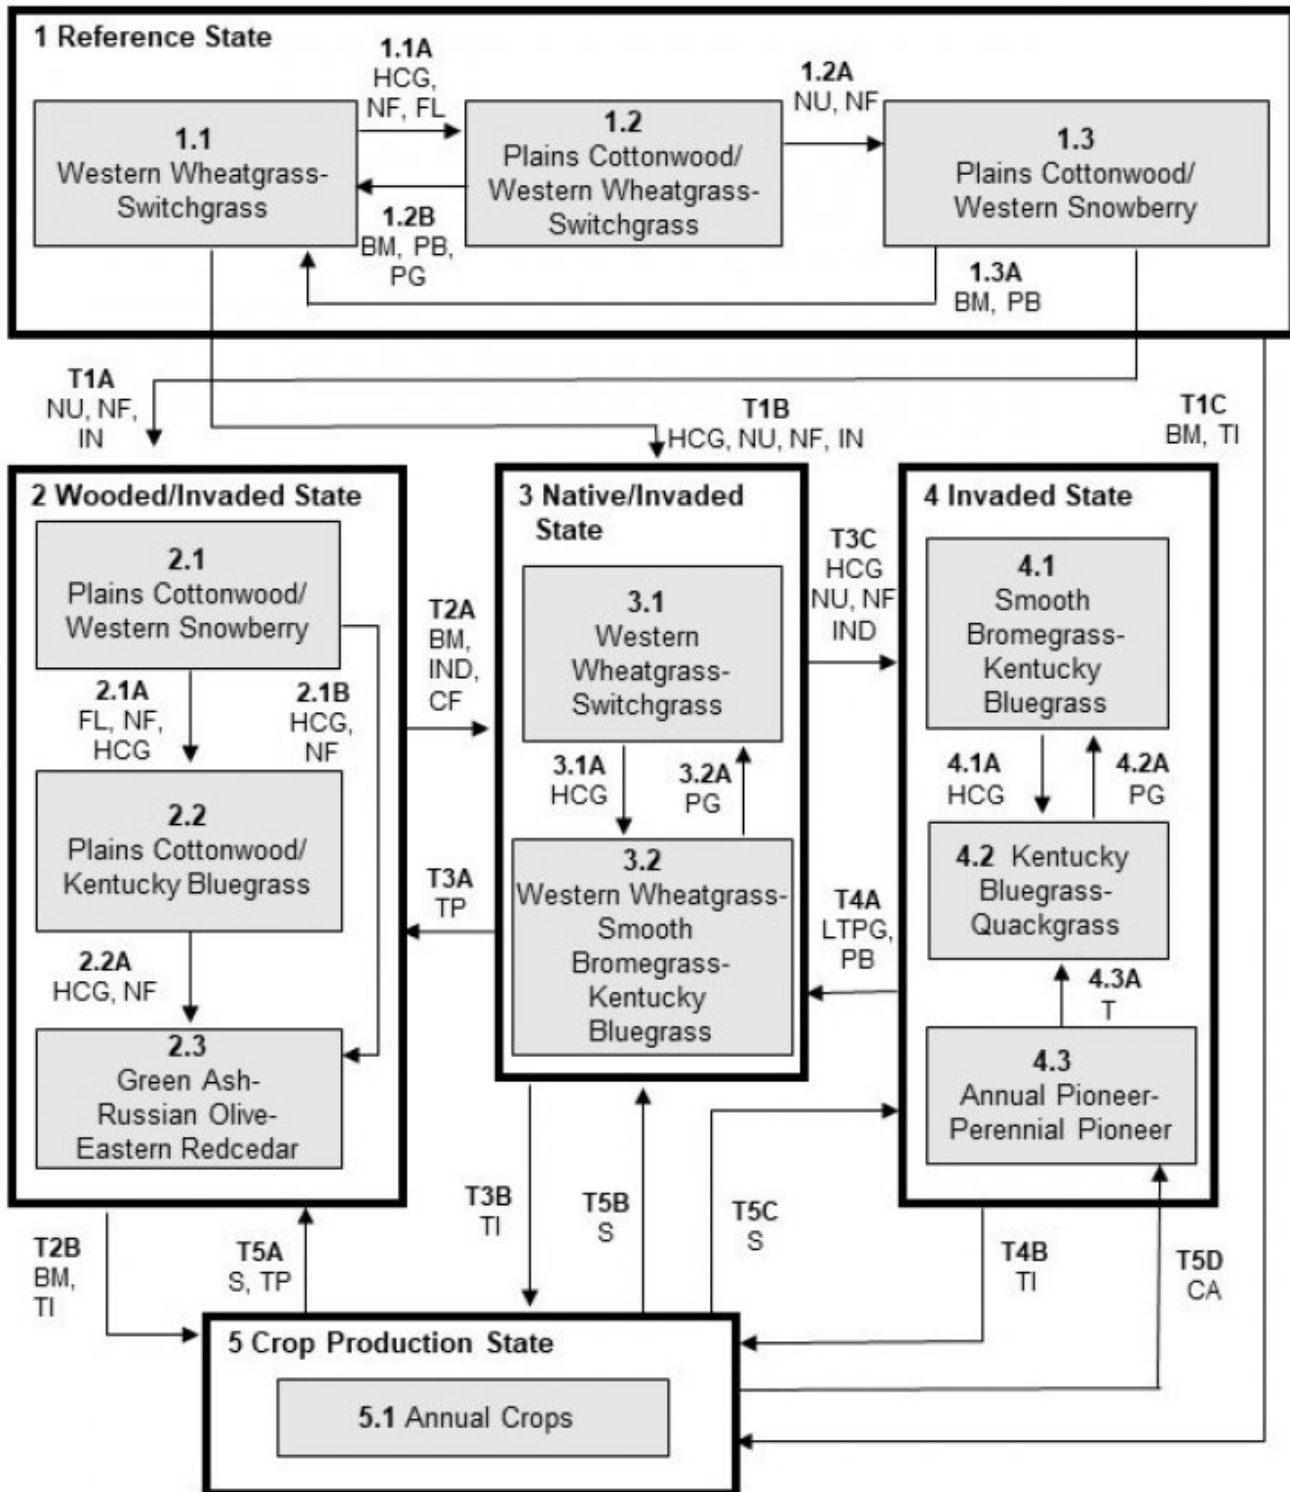 1 Reference State
1.1A
HCG,
NF, FL
1.2A
NU, NF
1.1
Western Wheatgrass-
Switchgrass
1.2
Plains Cottonwood/
Western Wheatgrass-
Switchgrass
1.3
Plains Cottonwood/
Western Snowberry
1.2B
BM, PB,
PG
1.3A
BM, PB
T1A
NU, NF,
IN
T1B
HCG, NU, NF, IN
T1C
BM, TI
2 Wooded/Invaded State
2.1
Plains Cottonwood/
Western Snowberry
2.1A
FL, NF,
HCG
2.1B
HCG,
NF
2.2
Plains Cottonwood/
Kentucky Bluegrass
2.2A
HCG, NF
2.3
Green Ash-
Russian Olive-
Eastern Redcedar
T2A
BM,
IND,
CF
T3A
TP
3 Native/Invaded
State
3.1
Western
Wheatgrass-
Switchgrass
3.1A
HCG
3.2A
PG
3.2
Western Wheatgrass-
Smooth
Bromegrass-
Kentucky
Bluegrass
T3C
HCG
NU, NF
IND
T4A
LTPG,
PB
4 Invaded State
4.1
Smooth
Bromegrass-
Kentucky
Bluegrass
4.1A
HCG
4.2A
PG
4.2 Kentucky
Bluegrass-
Quackgrass
4.3A
T
4.3
Annual Pioneer-
Perennial Pioneer
T2B
BM,
TI
T5A
S, TP
T3B
TI
T5B
S
T5C
S
T4B
TI
T5D
CA
5 Crop Production State
5.1 Annual Crops